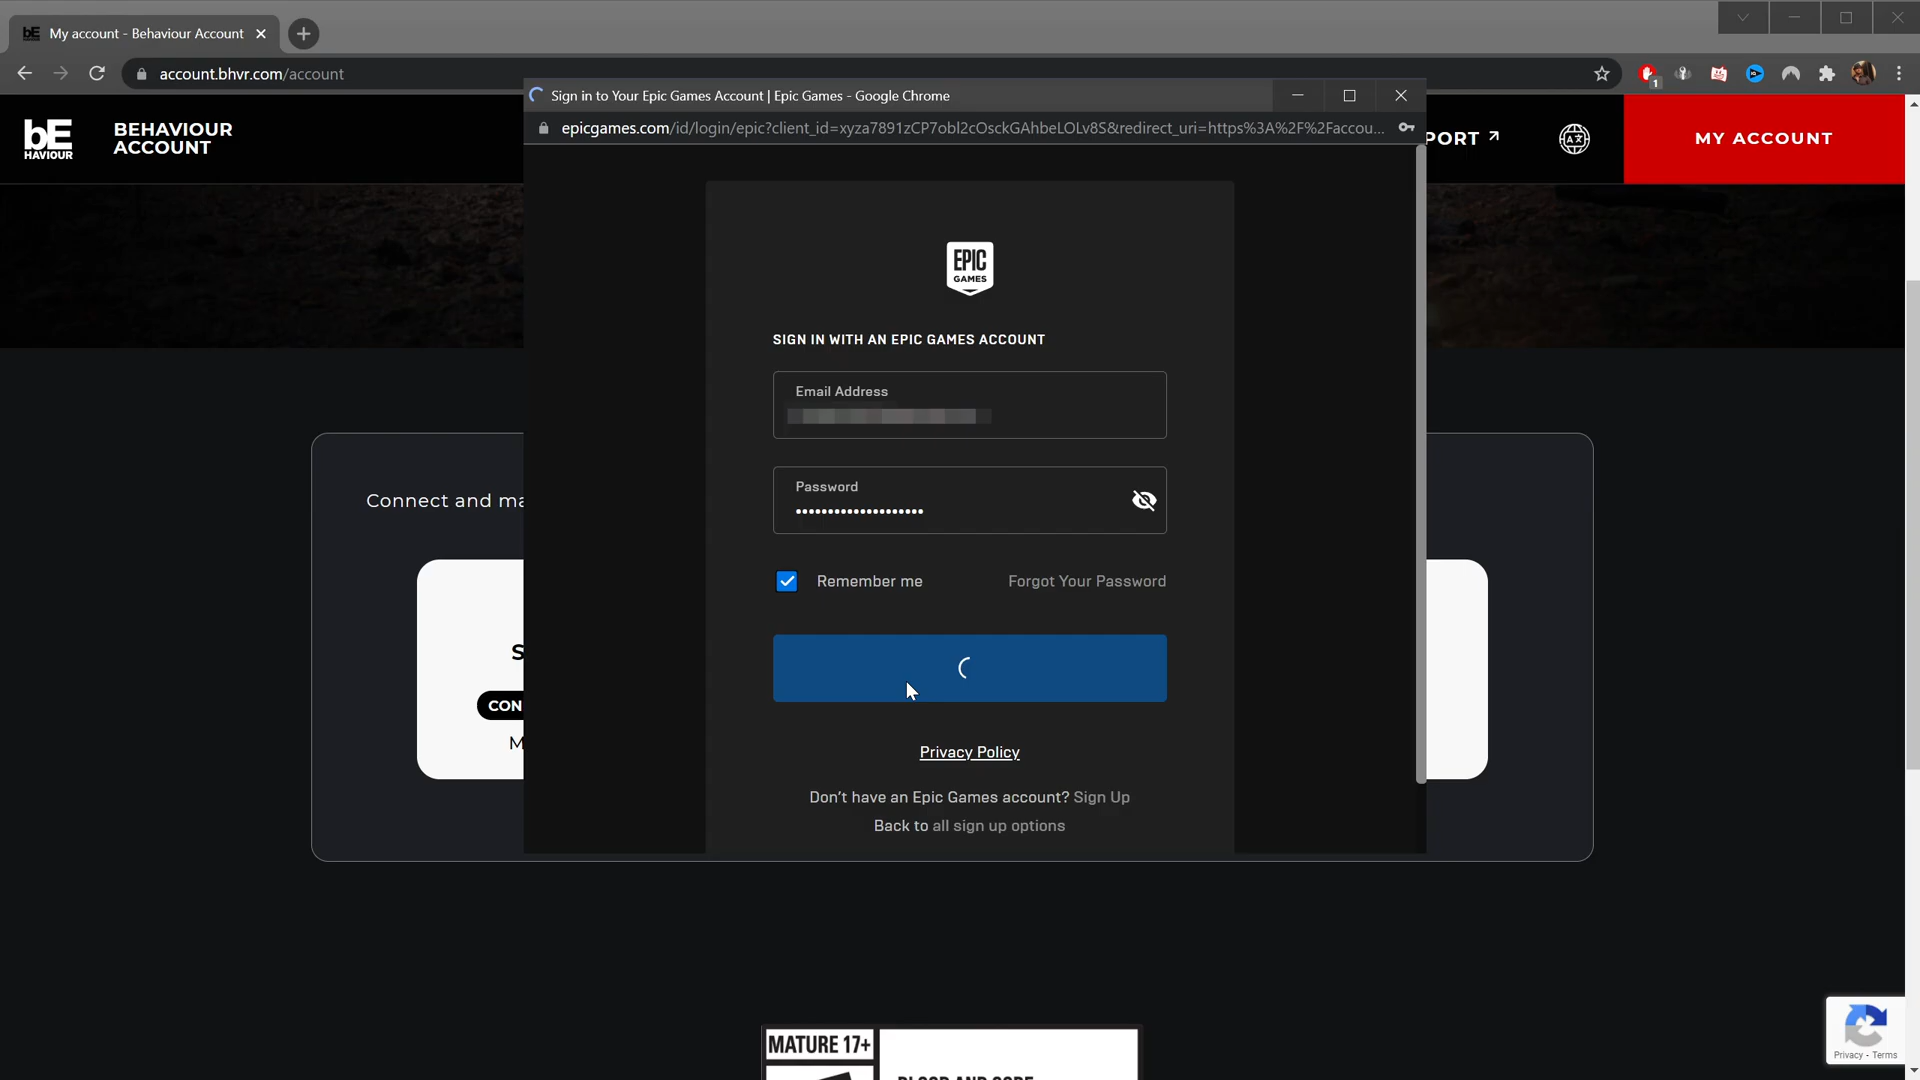 My account - Behaviour Account
account.bhvr.com/account
1
Sign in to Your Epic Games Account | Epic Games - Google Chrome
epicgames.com/id/login/epic?client_id=xyza7891zCP7obl2cOsckGAhbeLOLv8S&redirect_uri=https%3A%2F%2Faccou...
bE
HAVIOUR
BEHAVIOUR
ACCOUNT
PORT
MY ACCOUNT
EPIC
GAMES
SIGN IN WITH AN EPIC GAMES ACCOUNT
Email Address
Password
Connect and ma
Remember me
Forgot Your Password
S
CON
M
Privacy Policy
Don't have an Epic Games account? Sign Up
Back to all sign up options
MATURE 17+
Privacy - Terms